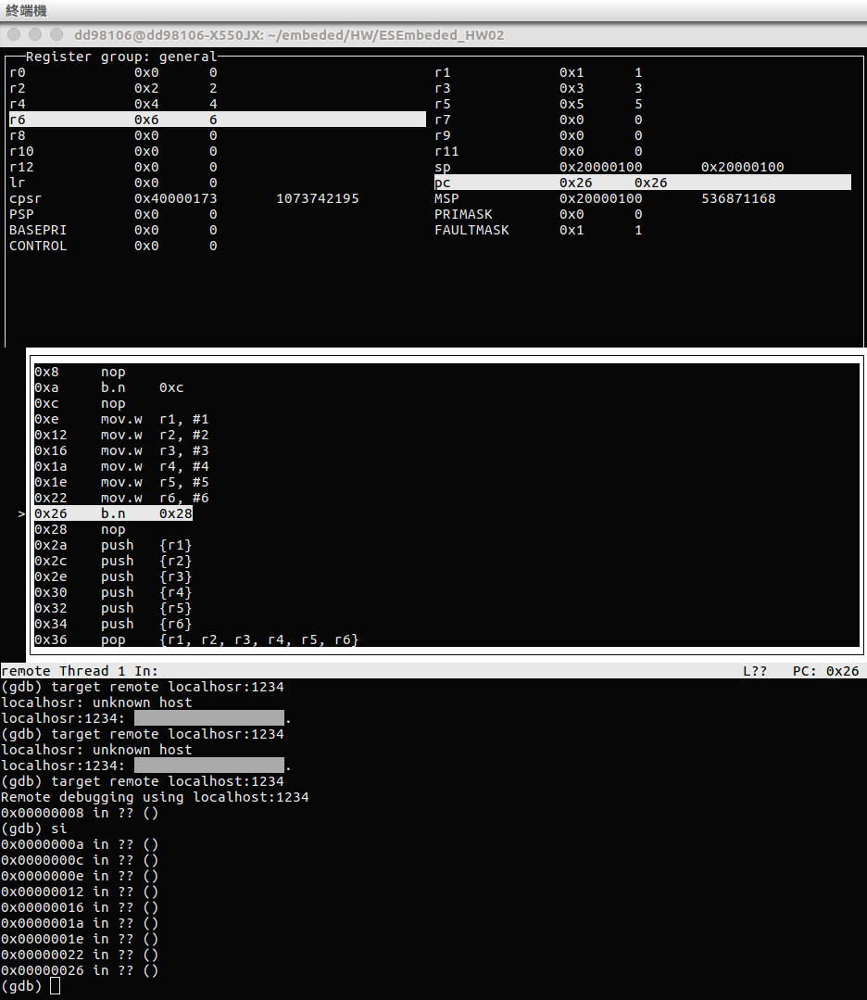 終端機
dd98106@dd98106-X550JX: ~/embeded/HW/ESEmbeded_HW02
Register group: general
r0 0x0 0 r1 0x1 1
r2 0x2 2 r3 0x3 3
r4 0x4 4 r5 0x5 5
r6 0x6 6 r7 0x0 0
r8 0x0 0 r9 0x0 0
r10 0x0 0 r11 0x0 0
r12 0x0 0 sp 0x20000100 0x20000100
lr 0x0 0 pc 0x26 0x26
cpsr 0x40000173 1073742195 MSP 0x20000100 536871168
PSP 0x0 0 PRIMASK 0x0 0
BASEPRI 0x0 0 FAULTMASK 0x1 1
CONTROL 0x0 0
0x8 nop
0xa b.n 0xc
0xc nop
0xe mov.w r1, #1
0x12 mov.w r2, #2
0x16 mov.w r3, #3
0x1a mov.w r4, #4
0x1e mov.w r5, #5
0x22 mov.w r6, #6
>0x26 b.n 0x28
0x28 nop
0x2a push {r1}
0x2c push {r2}
0x2e push {r3}
0x30 push {r4}
0x32 push {r5}
0x34 push {r6}
0x36 pop {r1, r2, r3, r4, r5, r6}
remote Thread 1 In: L?? PC: 0x26
(gdb) target remote localhosr:1234
localhosr: unknown host
localhosr:1234: .
(gdb) target remote localhosr:1234
localhosr: unknown host
localhosr:1234: .
(gdb) target remote localhost:1234
Remote debugging using localhost:1234
0x00000008 in ?? ()
(gdb) si
0x0000000a in ?? ()
0x0000000c in ?? ()
0x0000000e in ?? ()
0x00000012 in ?? ()
0x00000016 in ?? ()
0x0000001a in ?? ()
0x0000001e in ?? ()
0x00000022 in ?? ()
0x00000026 in ?? ()
(gdb)